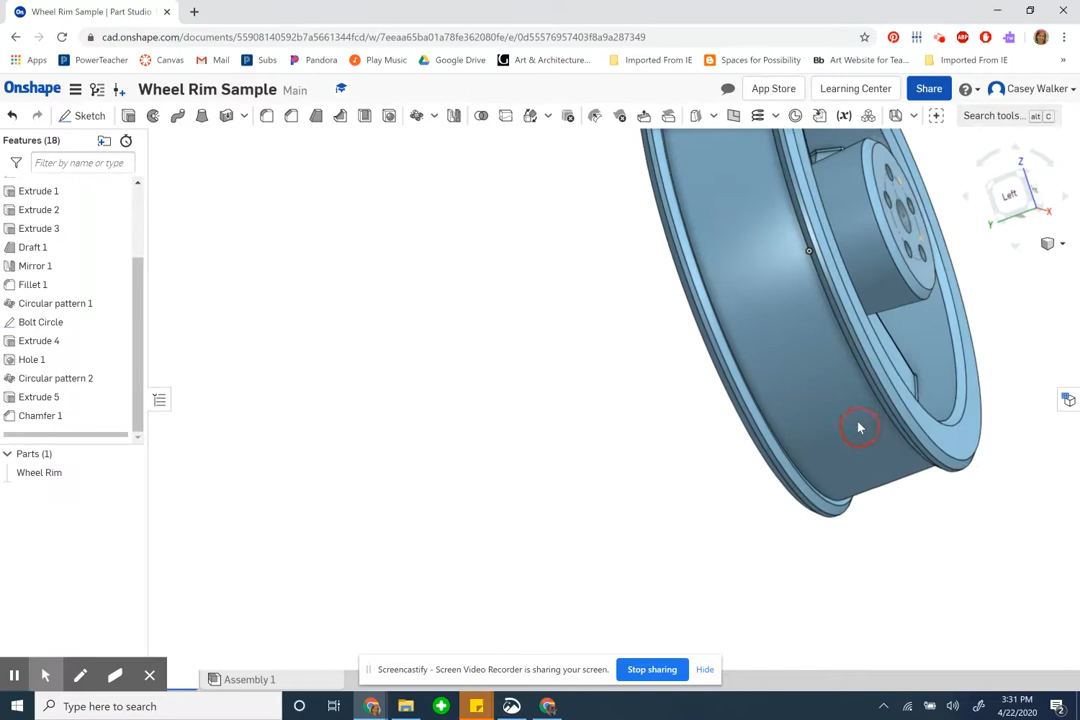 Wheel Rim Sample | Part Studio
cad.onshape.com/documents/55908140592b7a5661344fcd/w/7eeaa65ba01a78fe362080fe/e/0d55576957403f8a9a287349
Apps PowerTeacher Canvas Mail Subs Pandora Play Music Google Drive Art & Architecture... Imported From IE Spaces for Possibility Bb Art Website for Tea... Imported From IE
Onshape Wheel Rim Sample Main App Store Learning Center Share Casey Walker
Sketch (x) Search tools... alt C
Features (18)
Filter by name or type
Extrude 1
Extrude 2
Extrude 3
Draft 1
Mirror 1
Fillet 1
Circular pattern 1
Bolt Circle
Extrude 4
Hole 1
Circular pattern 2
Extrude 5
Chamfer 1
Parts (1)
Wheel Rim
Z
Left
Y X
Assembly 1
Screencastify - Screen Video Recorder is sharing your screen. Stop sharing Hide
Type here to search
3:31 PM
4/22/2020
2